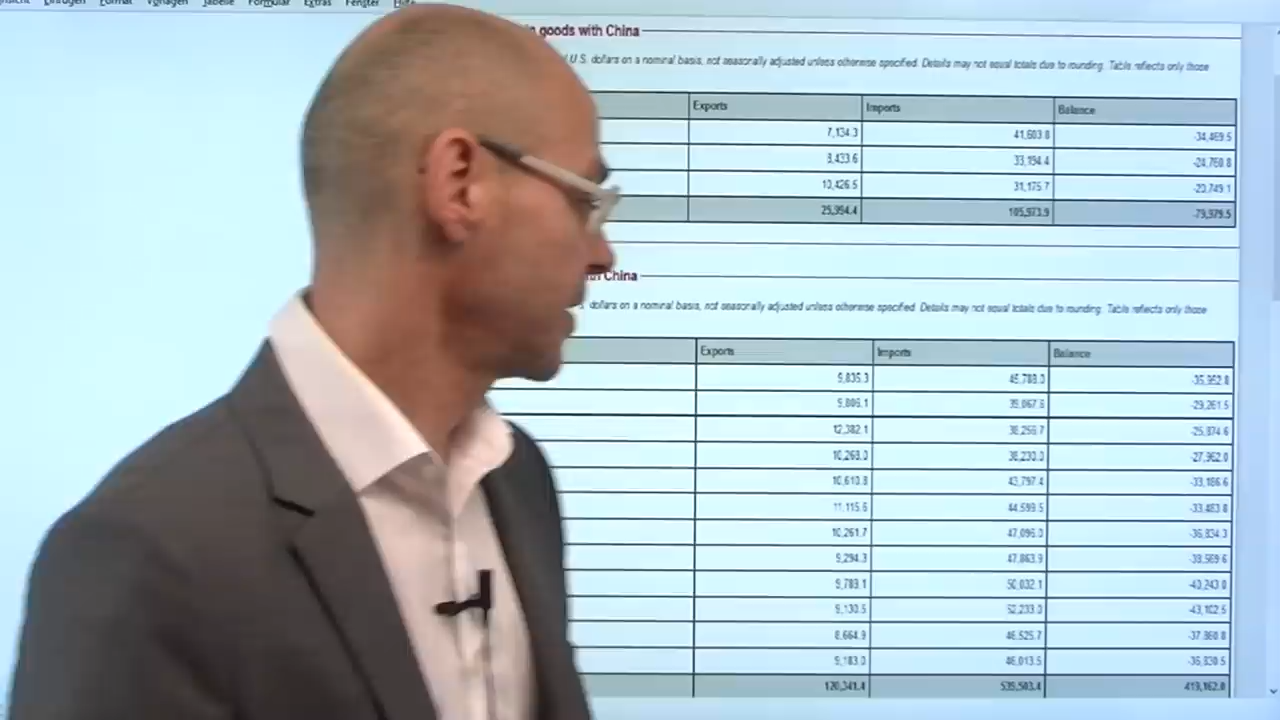 Format Vorlagen Tabelle Formular Extras Fenster
goods with China
U.S. dollars on a nominal basis, not seasonally adjusted unless otherwise specified. Details may not equal totals due to rounding. Table reflects only those
Exports Imports Balance
7,134.3 41,603.8 -34,469.5
33,194.4 -24,760.8
10,426.5 31,175.7 -20,749.1
25,994.4 105,973.9 -79,979.5
China
dollars on a nominal basis, not seasonally adjusted unless otherwise specified. Details may not equal totals due to rounding. Table reflects only those
Exports Imports Balance
9,835.3 45,788.0 -35,952.8
9,806.1 39,067.6 -29,261.5
12,382.1 38,256.7 -25,874.6
10,268.0 38,230.0 -27,962.0
10,610.8 43,797.4 -33,186.6
11,115.6 44,599.5 -33,483.8
10,261.7 47,096.0 -36,834.3
9,294.3 47,863.9 -38,569.6
9,789.1 50,032.1 -40,243.0
9,130.5 52,233.0 -43,102.5
8,664.9 46,525.7 -37,860.8
9,183.0 46,013.5 -36,830.5
120,341.4 539,503.4 419,162.0